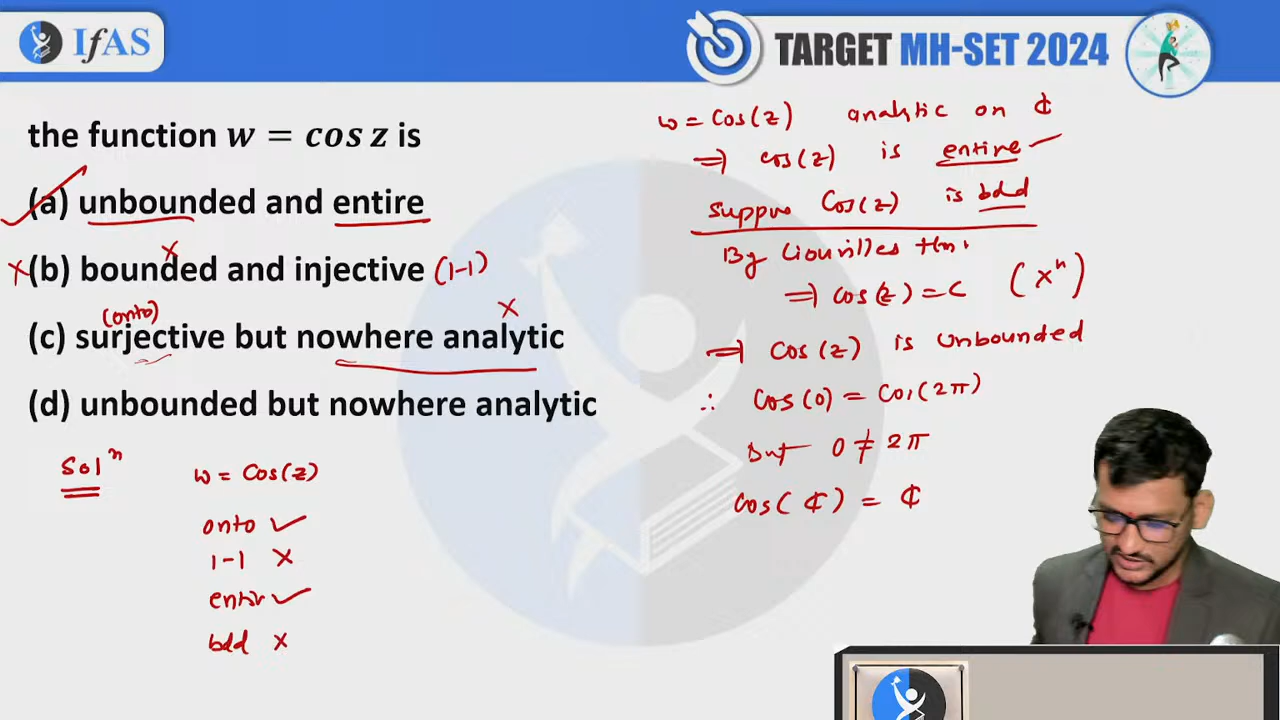 IfAS
TARGET MH-SET 2024
the function w = cos z is
(a) unbounded and entire
(b) bounded and injective (1-1)
(onto)
(c) surjective but nowhere analytic
(d) unbounded but nowhere analytic
Solⁿ
w = Cos(z)
onto ✓
1-1 ×
entire ✓
bdd ×
w = Cos(z) analytic on ℂ
⇒ cos(z) is entire
Suppose Cos(z) is bdd
By Liouvilles thm
⇒ cos(z) = c (xⁿ)
⇒ Cos(z) is unbounded
∴ Cos(0) = Cos(2π)
but 0 ≠ 2π
cos(ℂ) = ℂ